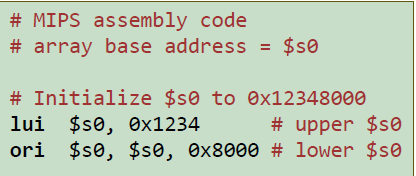 # MIPS assembly code
# array base address = $s0
# Initialize $s0 to 0x12348000
lui $s0, 0x1234 # upper $s0
ori $s0, $s0, 0x8000 # lower $s0